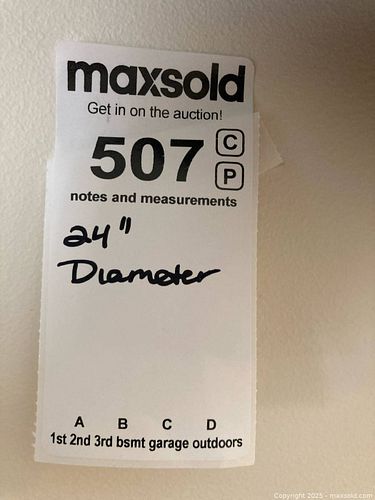 maxsold
Get in on the auction!
507 C
P
notes and measurements
24"
Diameter
A B C D
1st 2nd 3rd bsmt garage outdoors
Copyright 2025 - maxsold.com